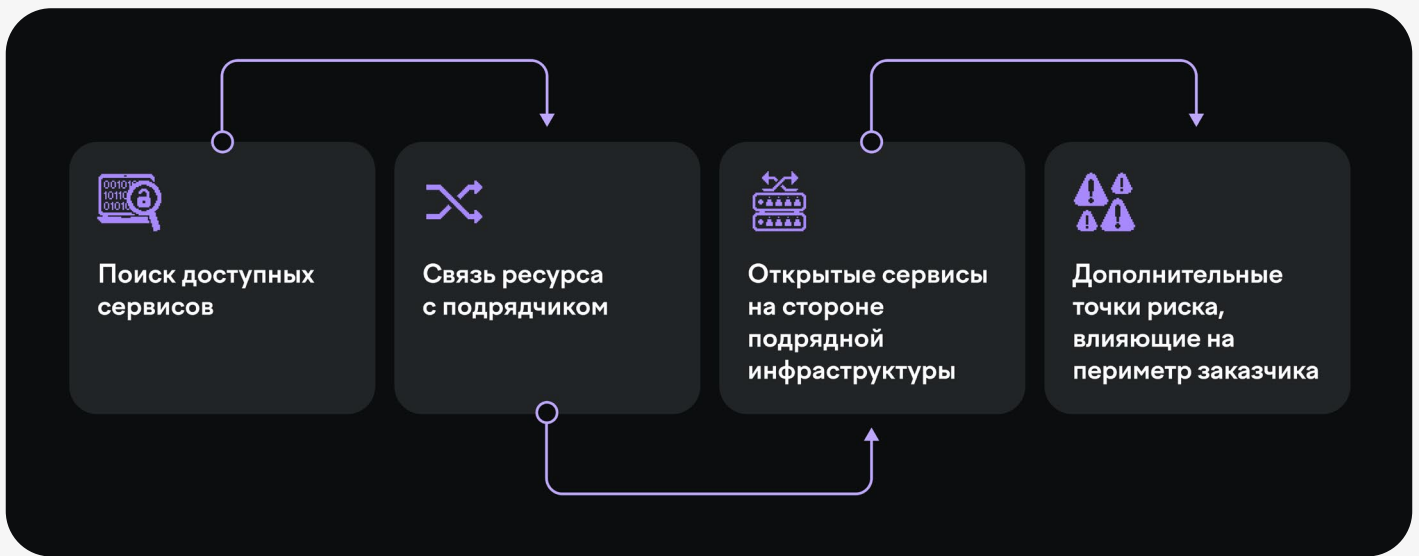 Поиск доступных
сервисов
Связь ресурса
с подрядчиком
Открытые сервисы
на стороне
подрядной
инфраструктуры
Дополнительные
точки риска,
влияющие на
периметр заказчика